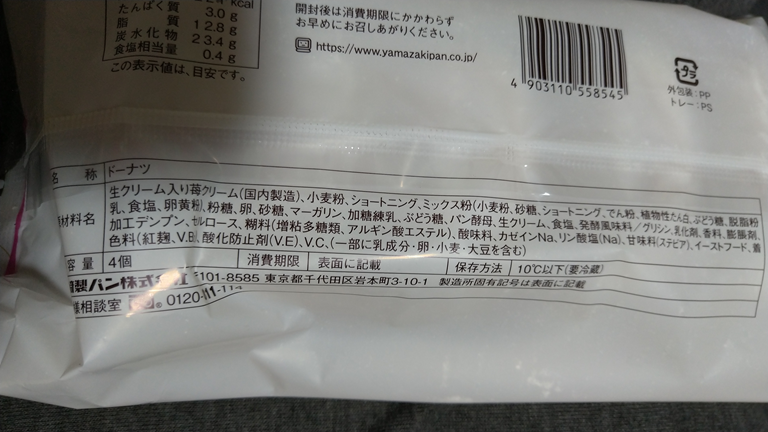 kcal
たんぱく質 3.0g
脂質 12.8g
炭水化物 23.4g
食塩相当量 0.4g
この表示値は、目安です。
開封後は消費期限にかかわらず
お早めにお召しあがりください。
https://www.yamazakipan.co.jp/
4 903110 558545
プラ
外包装:PP
トレー:PS
名 称 ドーナツ
原材料名 生クリーム入り苺クリーム(国内製造)、小麦粉、ショートニング、ミックス粉(小麦粉、砂糖、ショートニング、でん粉、植物性たん白、ぶどう糖、脱脂粉
乳、食塩、卵黄粉)、粉糖、卵、砂糖、マーガリン、加糖練乳、ぶどう糖、パン酵母、生クリーム、食塩、発酵風味料/グリシン、乳化剤、香料、膨脹剤、
加工デンプン、セルロース、糊料(増粘多糖類、アルギン酸エステル)、酸味料、カゼインNa、リン酸塩(Na)、甘味料(ステビア)、イーストフード、着
色料(紅麹、V.B)、酸化防止剤(V.E)、V.C、(一部に乳成分・卵・小麦・大豆を含む)
容量 4個 消費期限 表面に記載 保存方法 10℃以下(要冷蔵)
製パン株式会社 〒101-8585 東京都千代田区岩本町3-10-1 製造所固有記号は表面に記載
様相談室 0120-11-114